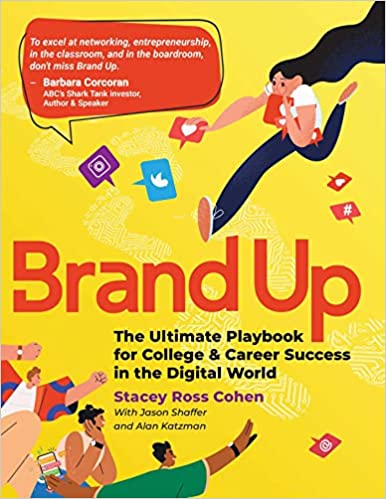 To excel at networking, entrepreneurship,
in the classroom, and in the boardroom,
don't miss Brand Up.
– Barbara Corcoran
ABC's Shark Tank Investor,
Author & Speaker
#
Brand Up
The Ultimate Playbook
for College & Career Success
in the Digital World
Stacey Ross Cohen
With Jason Shaffer
and Alan Katzman
@